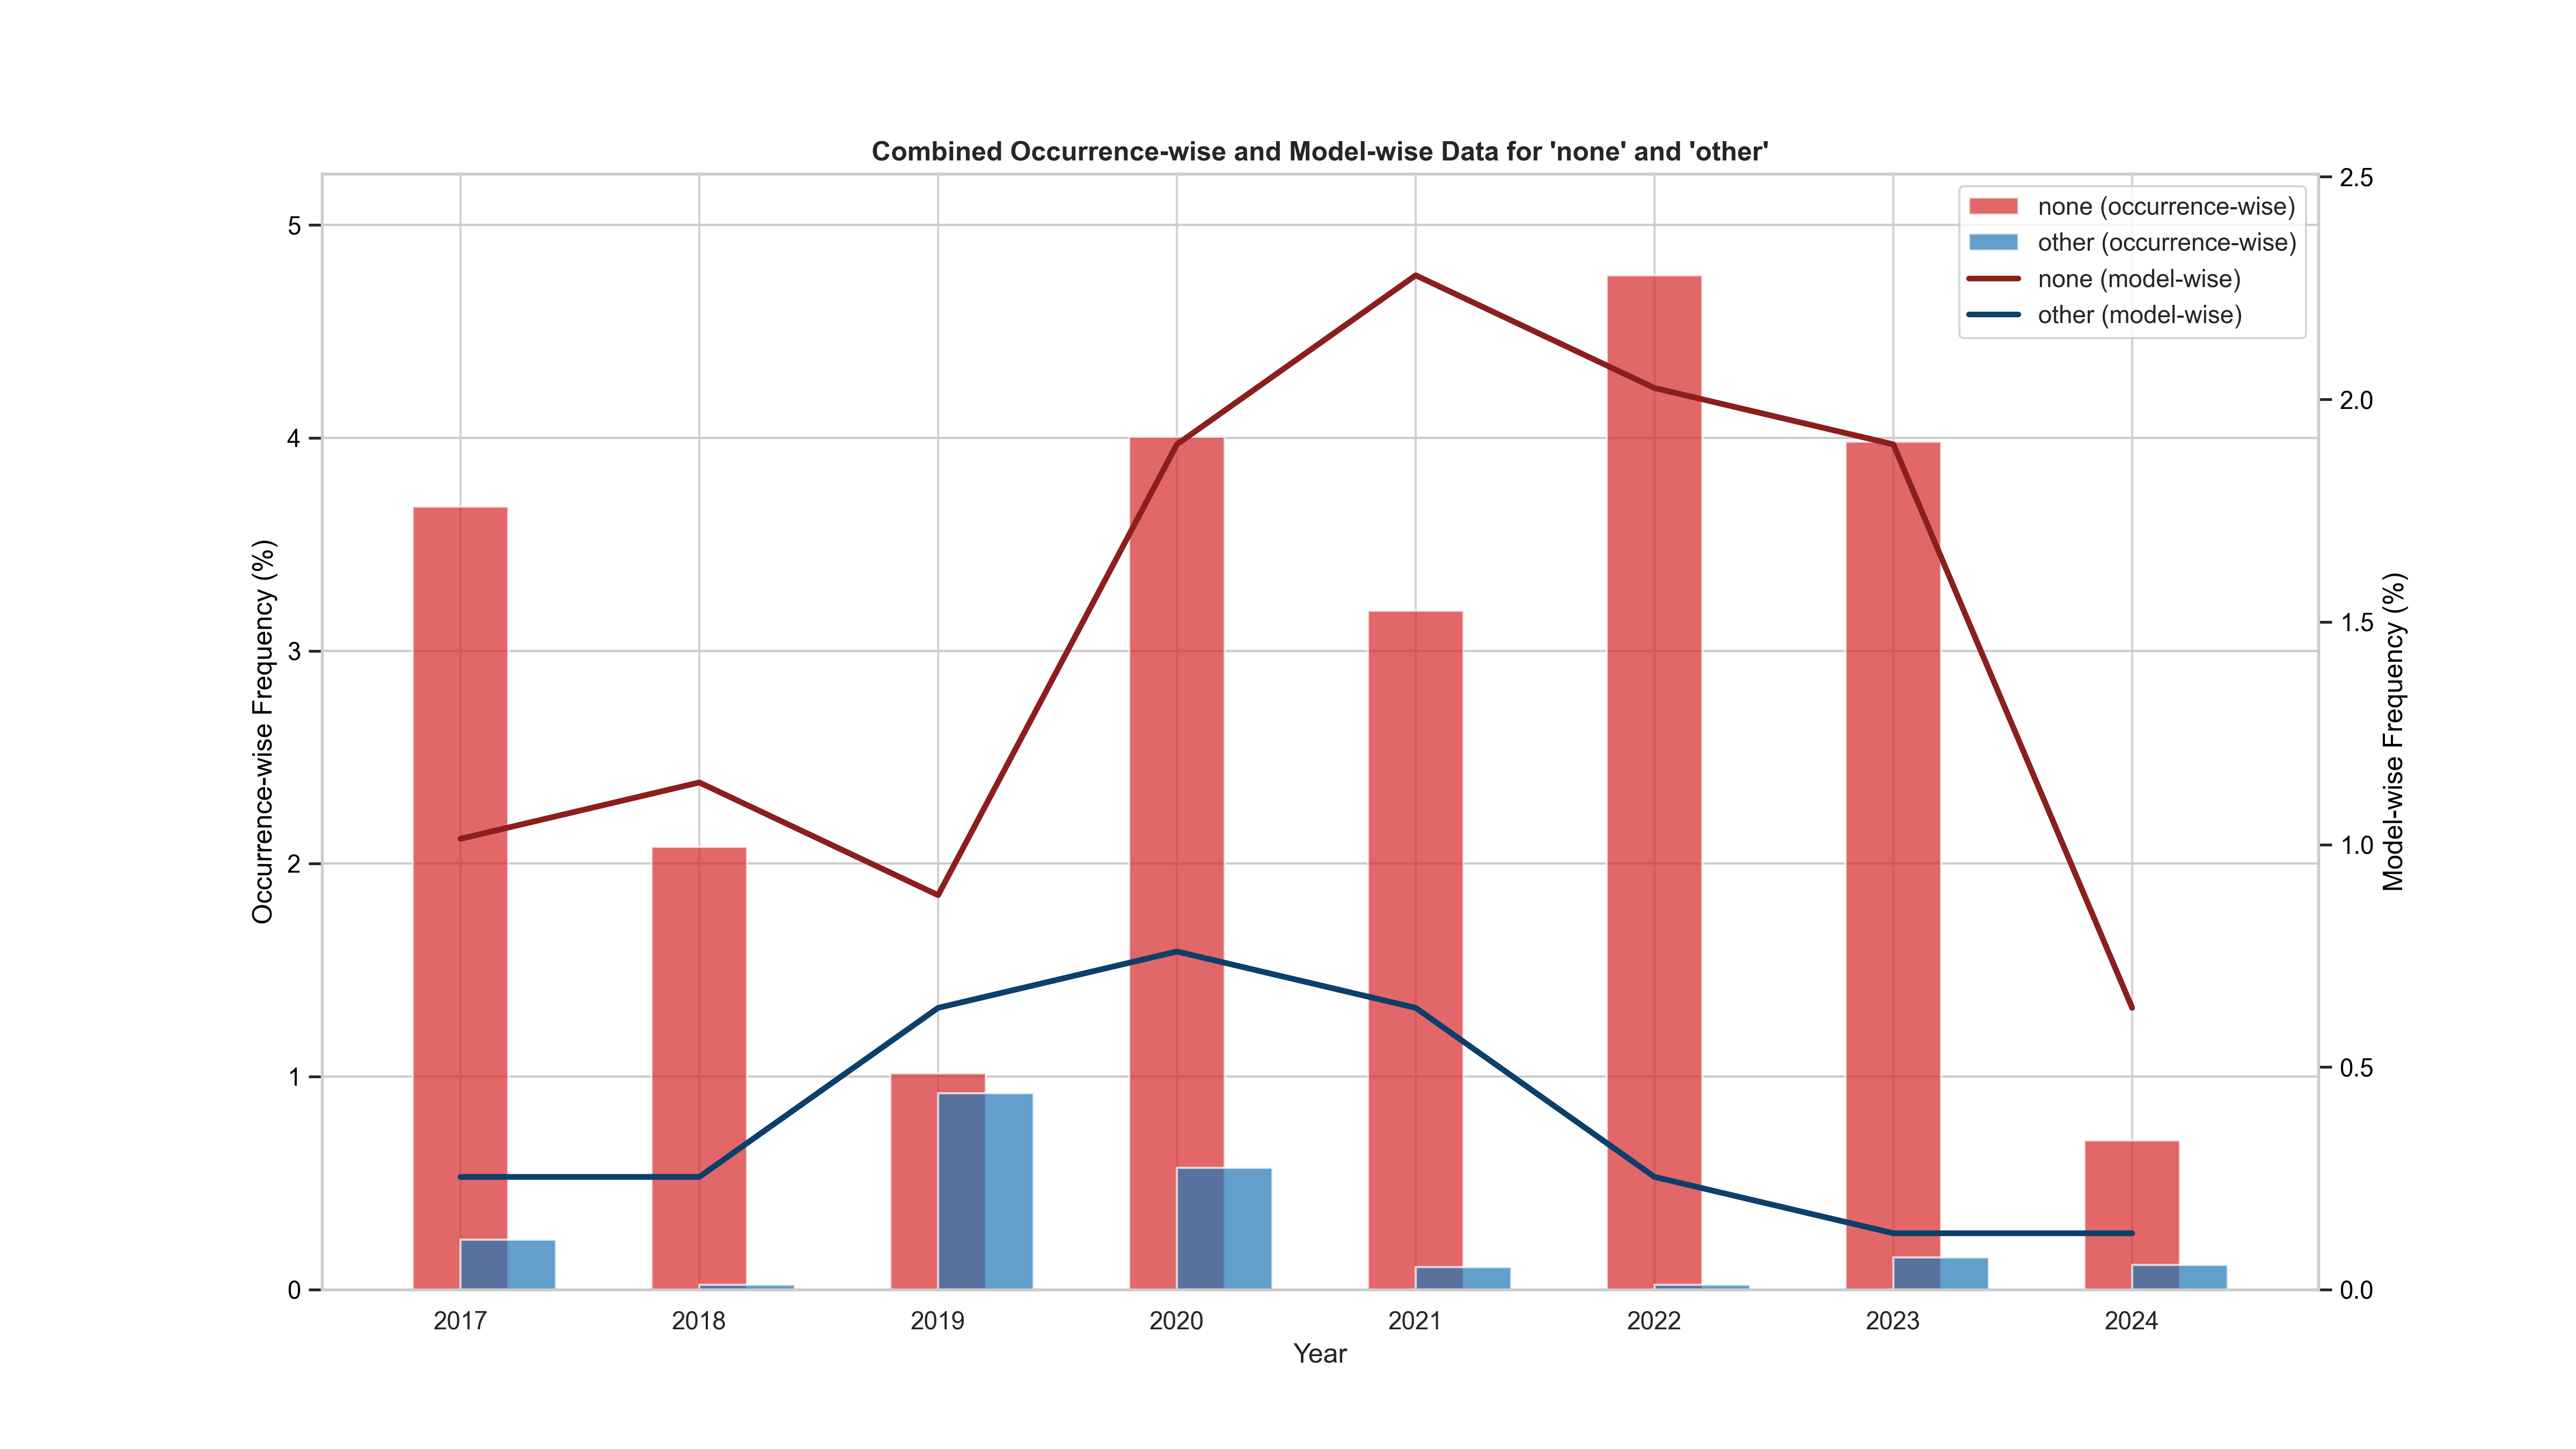 Combined Occurrence-wise and Model-wise Data for 'none' and 'other'
none (occurrence-wise)
other (occurrence-wise)
none (model-wise)
other (model-wise)
Occurrence-wise Frequency (%)
5
4
3
2
1
0
2.5
2.0
1.5
1.0
0.5
0.0
Model-wise Frequency (%)
2017 2018 2019 2020 2021 2022 2023 2024
Year